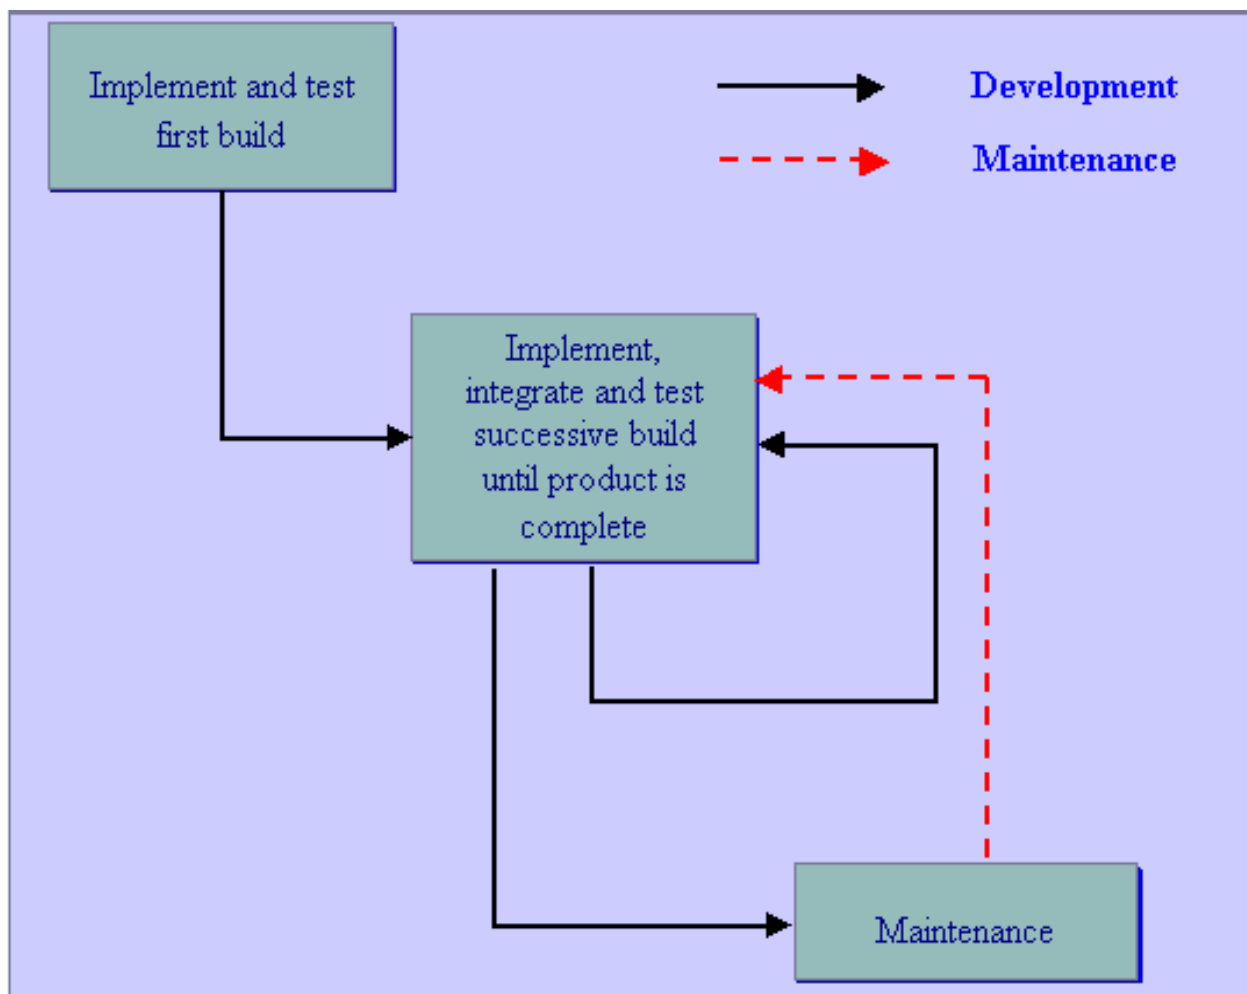 Implement and test
first build
Development
Maintenance
Implement,
integrate and test
successive build
until product is
complete
Maintenance